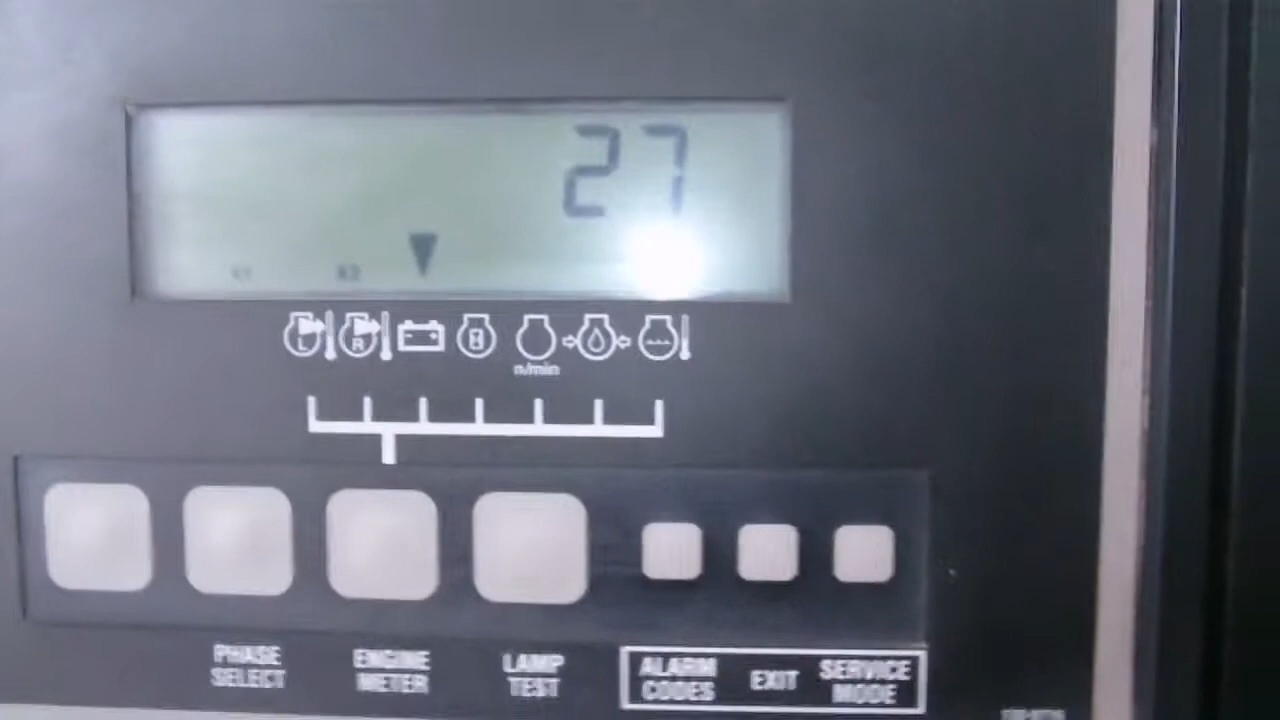 27
K1 K2
L R H
n/min
PHASE ENGINE LAMP ALARM EXIT SERVICE
SELECT METER TEST CODES MODE